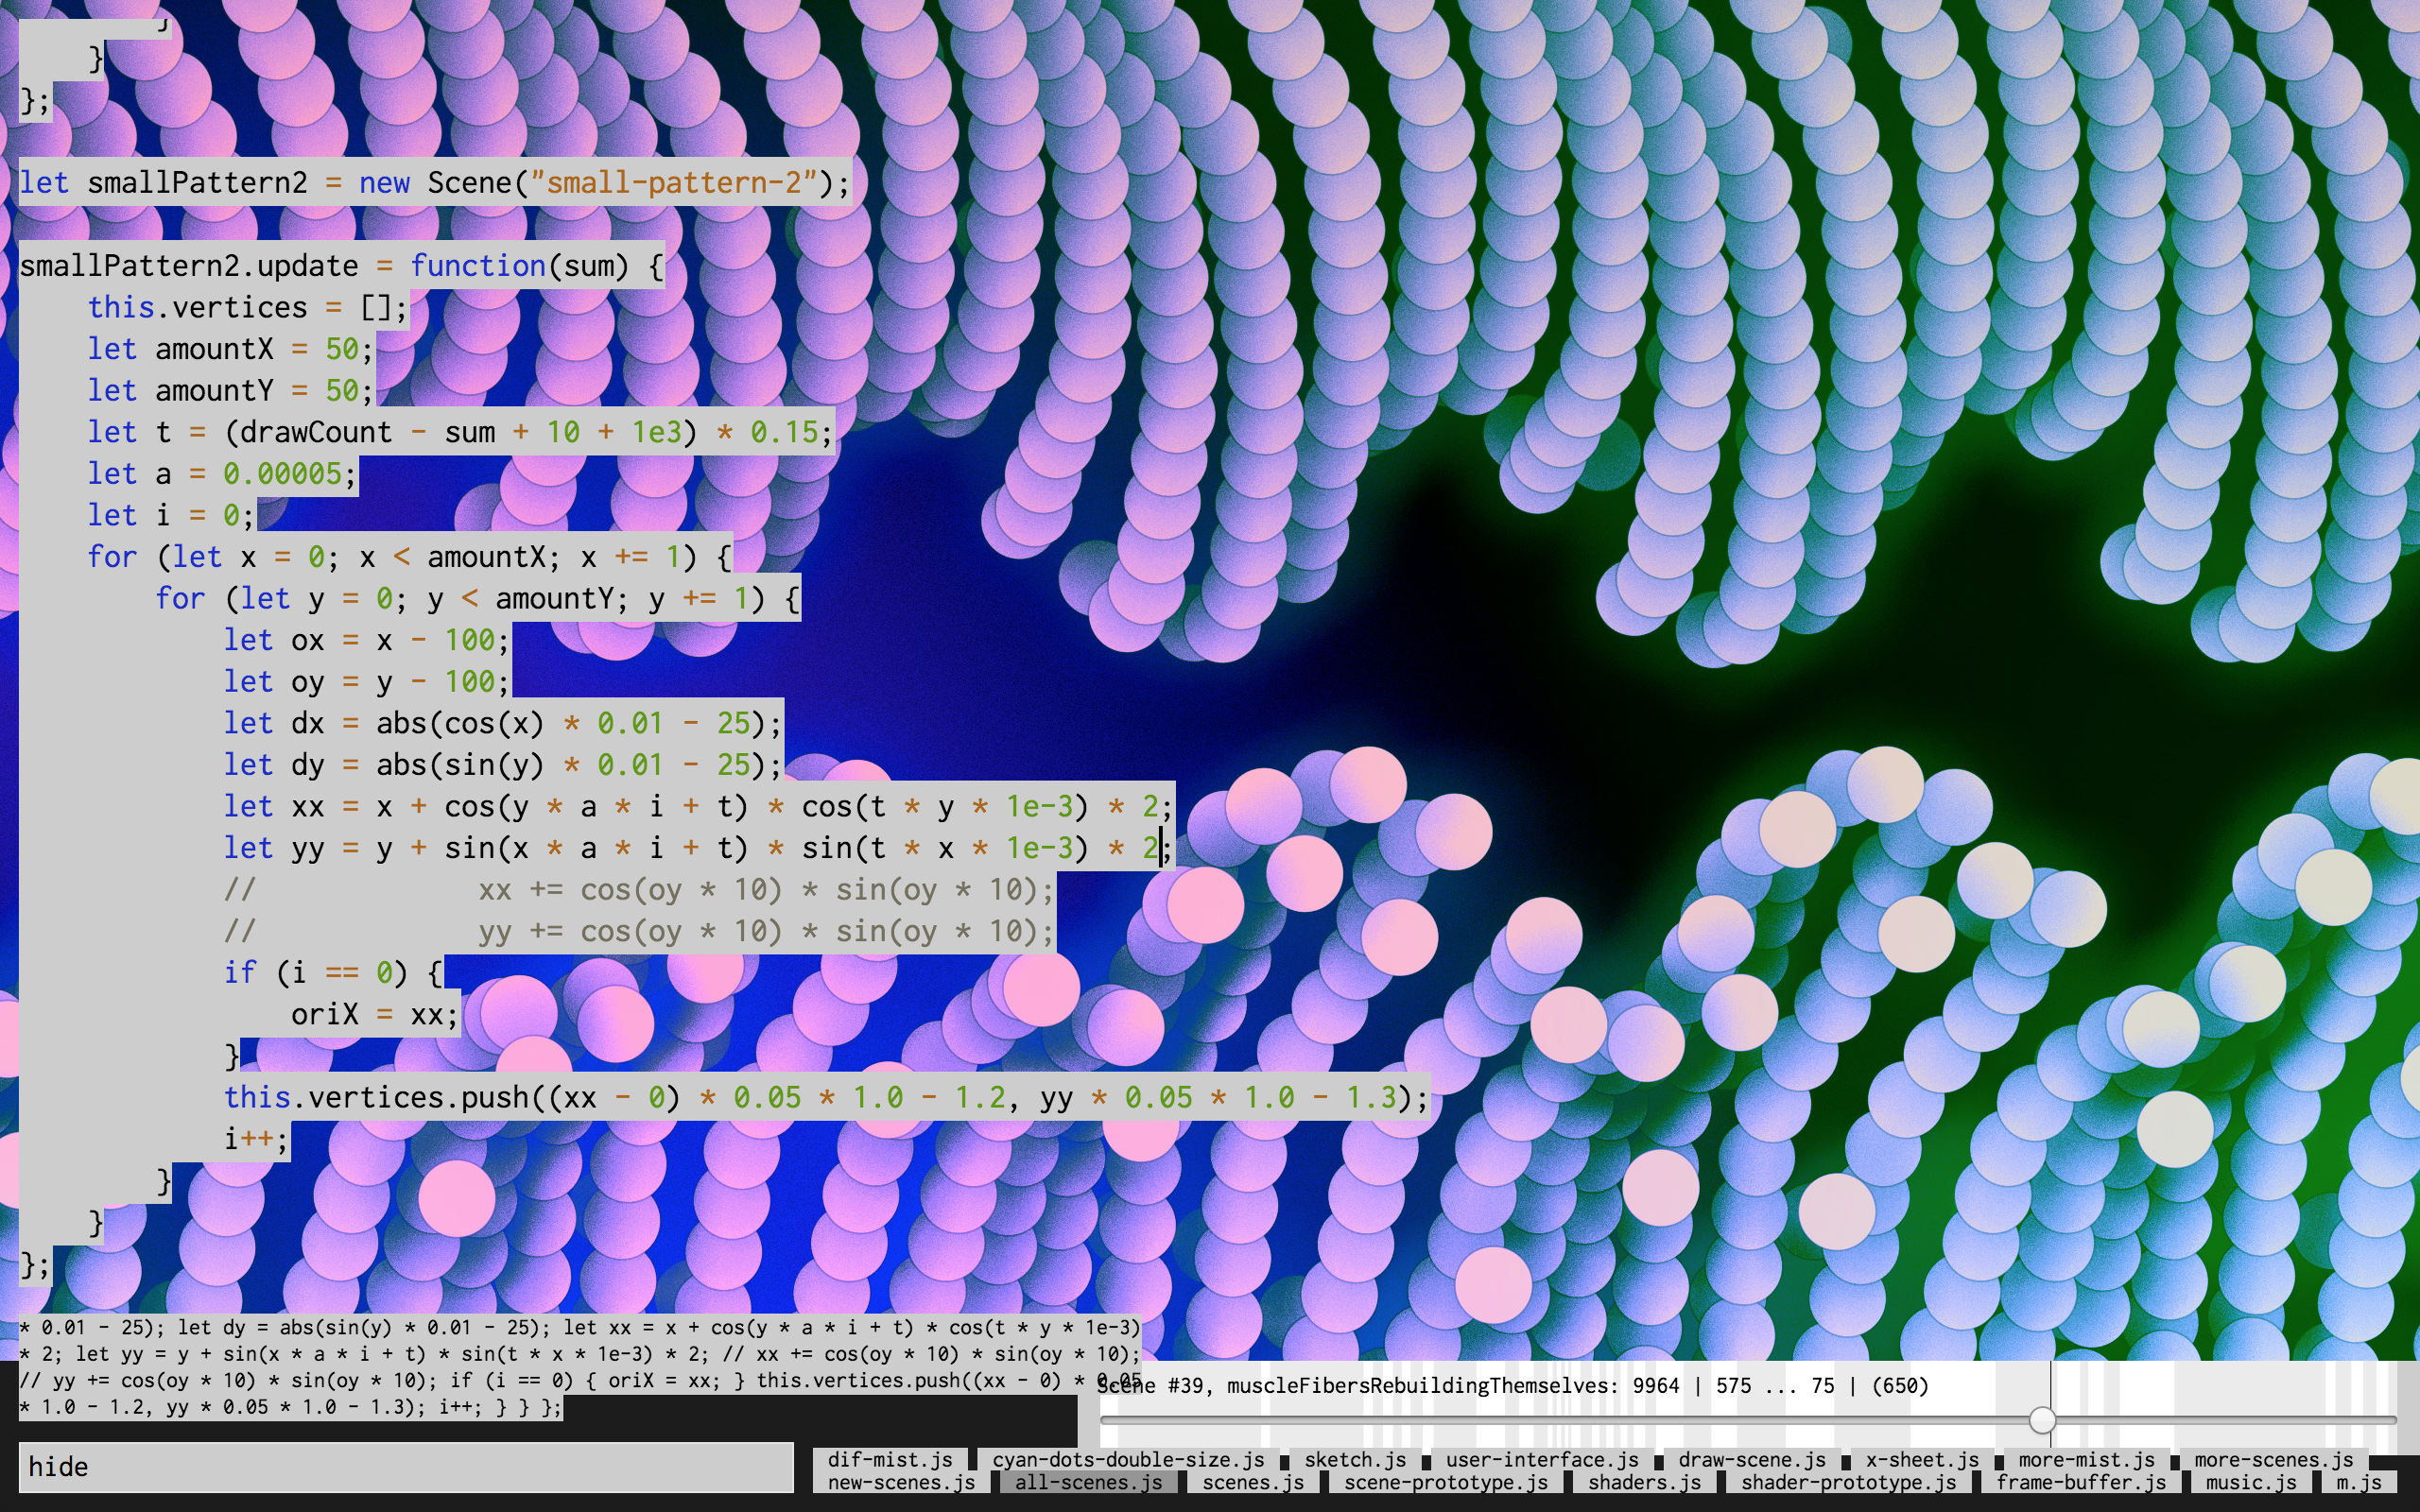 }
    }
};
let smallPattern2 = new Scene("small-pattern-2");
smallPattern2.update = function(sum) {
    this.vertices = [];
    let amountX = 50;
    let amountY = 50;
    let t = (drawCount - sum + 10 + 1e3) * 0.15;
    let a = 0.00005;
    let i = 0;
    for (let x = 0; x < amountX; x += 1) {
        for (let y = 0; y < amountY; y += 1) {
            let ox = x - 100;
            let oy = y - 100;
            let dx = abs(cos(x) * 0.01 - 25);
            let dy = abs(sin(y) * 0.01 - 25);
            let xx = x + cos(y * a * i + t) * cos(t * y * 1e-3) * 2;
            let yy = y + sin(x * a * i + t) * sin(t * x * 1e-3) * 2;
            //             xx += cos(oy * 10) * sin(oy * 10);
            //             yy += cos(oy * 10) * sin(oy * 10);
            if (i == 0) {
                oriX = xx;
            }
            this.vertices.push((xx - 0) * 0.05 * 1.0 - 1.2, yy * 0.05 * 1.0 - 1.3);
            i++;
        }
    }
};
* 0.01 - 25); let dy = abs(sin(y) * 0.01 - 25); let xx = x + cos(y * a * i + t) * cos(t * y * 1e-3)
* 2; let yy = y + sin(x * a * i + t) * sin(t * x * 1e-3) * 2; // xx += cos(oy * 10) * sin(oy * 10);
// yy += cos(oy * 10) * sin(oy * 10); if (i == 0) { oriX = xx; } this.vertices.push((xx - 0) * 0.05
* 1.0 - 1.2, yy * 0.05 * 1.0 - 1.3); i++; } } };
Scene #39, muscleFibersRebuildingThemselves: 9964 | 575 ... 75 | (650)
hide
dif-mist.js cyan-dots-double-size.js sketch.js user-interface.js draw-scene.js x-sheet.js more-mist.js more-scenes.js
new-scenes.js all-scenes.js scenes.js scene-prototype.js shaders.js shader-prototype.js frame-buffer.js music.js m.js